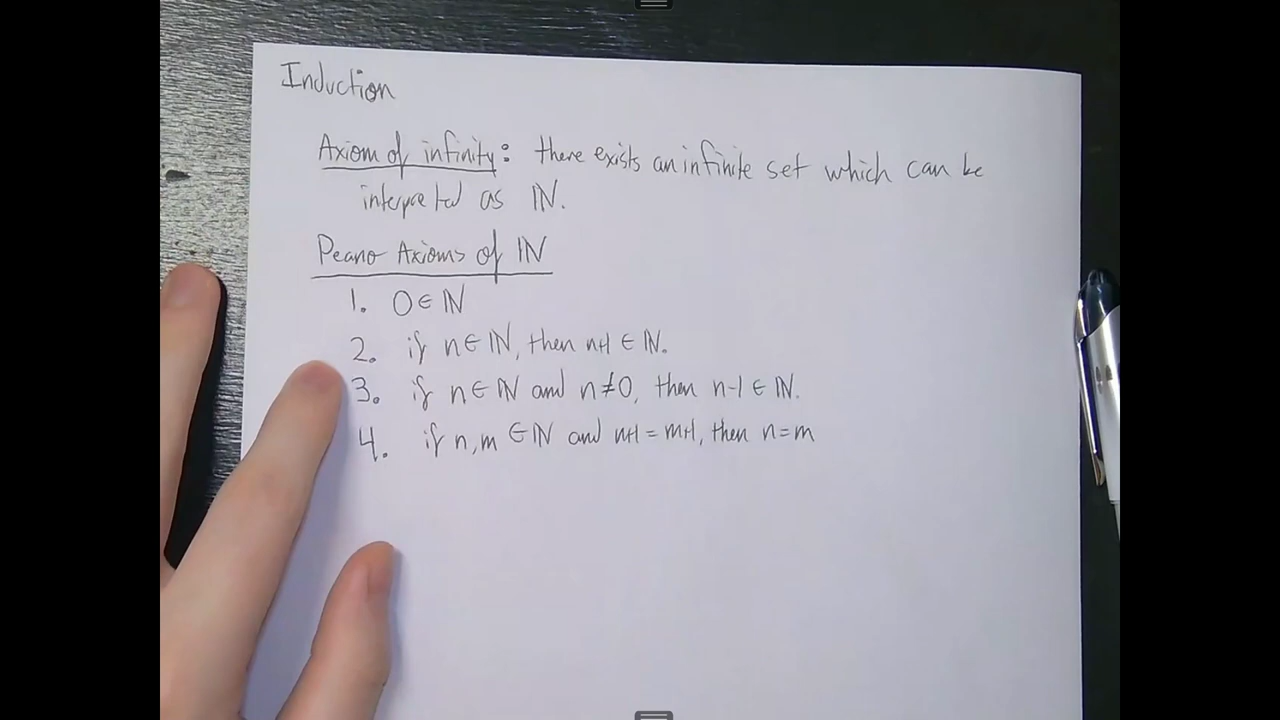 Induction
Axiom of infinity: there exists an infinite set which can be
interpreted as ℕ.
Peano Axioms of ℕ
1. 0 ∈ ℕ
2. if n ∈ ℕ, then n+1 ∈ ℕ.
3. if n ∈ ℕ and n ≠ 0, then n-1 ∈ ℕ.
4. if n, m ∈ ℕ and n+1 = m+1, then n = m